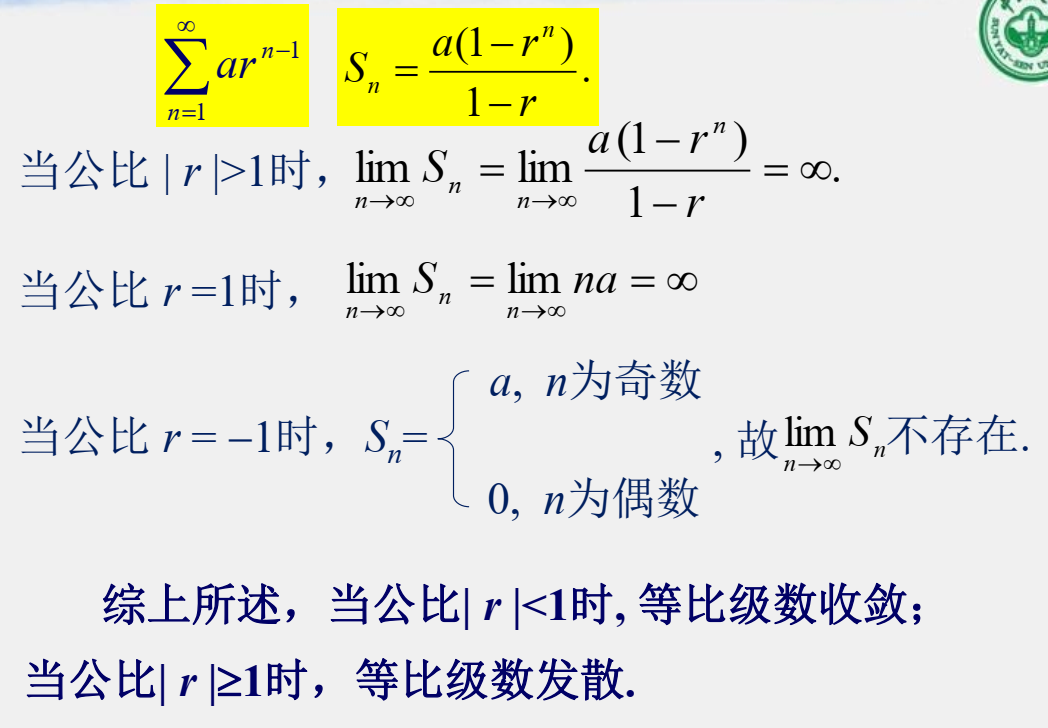 $\sum_{n=1}^{\infty} ar^{n-1}$ $S_n = \frac{a(1-r^n)}{1-r}.$
当公比 | r |>1时，$\lim_{n\to\infty} S_n = \lim_{n\to\infty} \frac{a(1-r^n)}{1-r} = \infty.$
当公比 r =1时， $\lim_{n\to\infty} S_n = \lim_{n\to\infty} na = \infty$
当公比 r = –1时，$S_n = \begin{cases} a, & n为奇数 \\ 0, & n为偶数 \end{cases}$, 故$\lim_{n\to\infty} S_n$不存在.
综上所述，当公比| r |<1时, 等比级数收敛；
当公比| r |≥1时，等比级数发散.